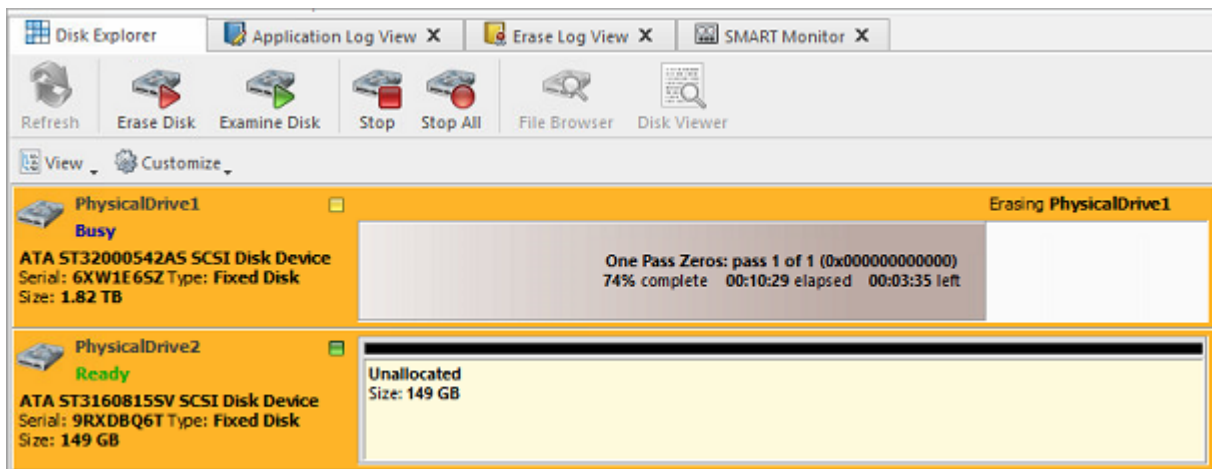 Disk Explorer
Application Log View X
Erase Log View X
SMART Monitor X
Refresh
Erase Disk
Examine Disk
Stop
Stop All
File Browser
Disk Viewer
View
Customize
PhysicalDrive1
Busy
ATA ST32000542AS SCSI Disk Device
Serial: 6XW1E6SZ Type: Fixed Disk
Size: 1.82 TB
Erasing PhysicalDrive1
One Pass Zeros: pass 1 of 1 (0x000000000000)
74% complete 00:10:29 elapsed 00:03:35 left
PhysicalDrive2
Ready
ATA ST3160815SV SCSI Disk Device
Serial: 9RXDBQ6T Type: Fixed Disk
Size: 149 GB
Unallocated
Size: 149 GB